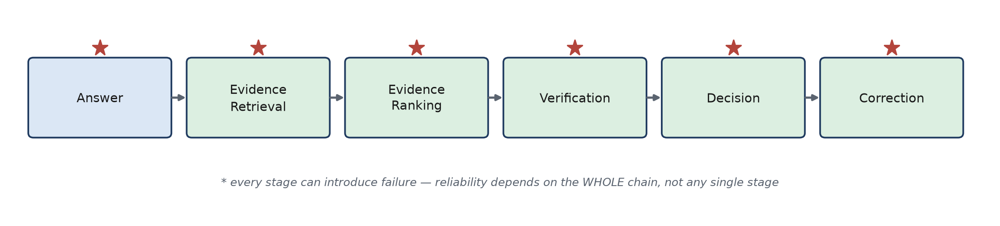 Answer
Evidence
Retrieval
Evidence
Ranking
Verification
Decision
Correction
* every stage can introduce failure — reliability depends on the WHOLE chain, not any single stage